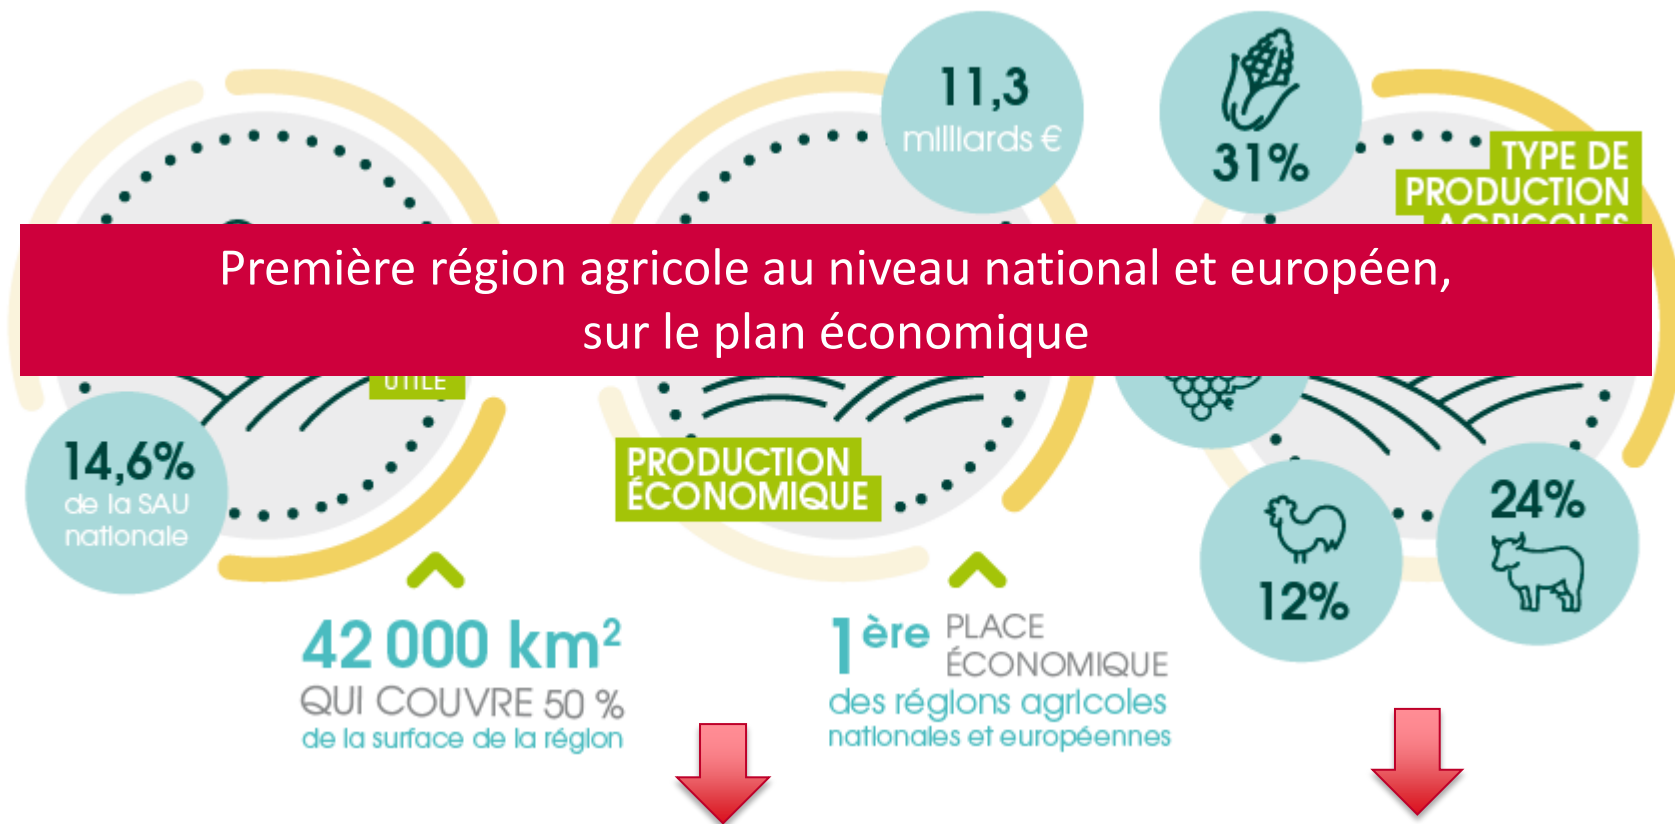 11,3
milliards €
31%
TYPE DE
PRODUCTION
AGRICOLES
Première région agricole au niveau national et européen,
sur le plan économique
UTILE
14,6%
de la SAU
nationale
PRODUCTION
ÉCONOMIQUE
12%
24%
42 000 km²
QUI COUVRE 50 %
de la surface de la région
1ère PLACE
ÉCONOMIQUE
des régions agricoles
nationales et européennes